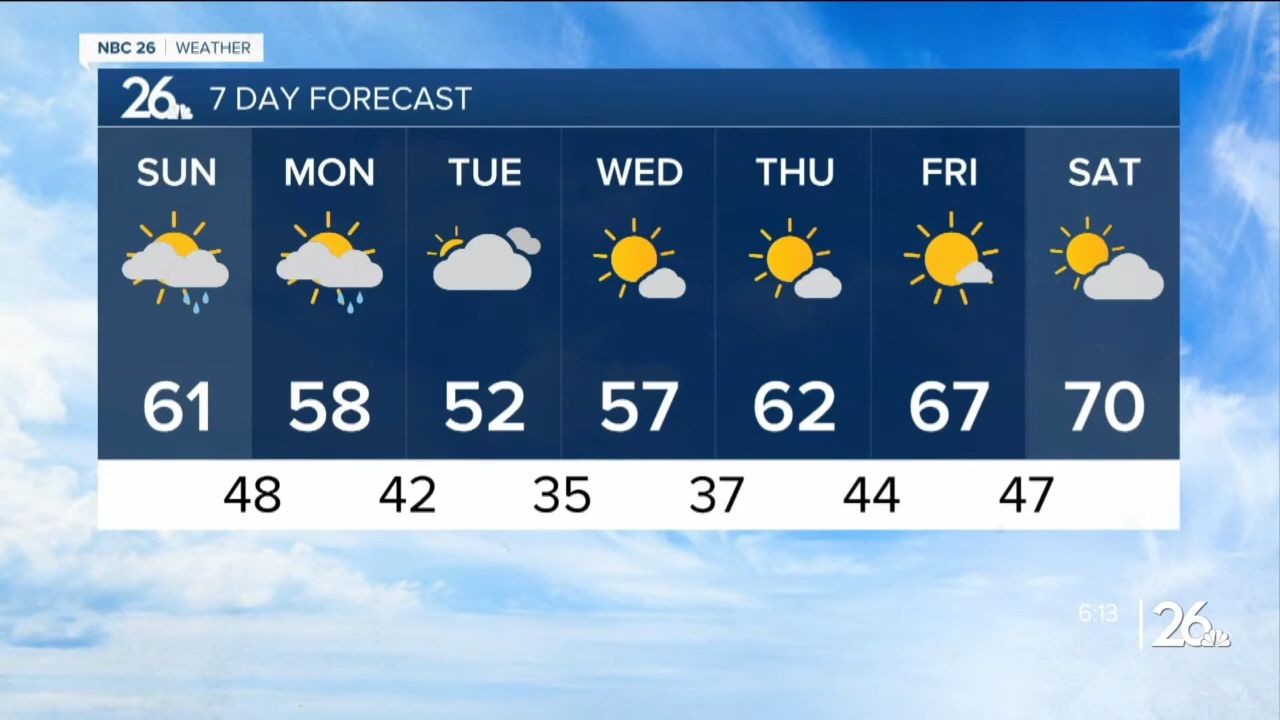 NBC 26 | WEATHER
26 7 DAY FORECAST
SUN MON TUE WED THU FRI SAT
61 58 52 57 62 67 70
48 42 35 37 44 47
6:13 26